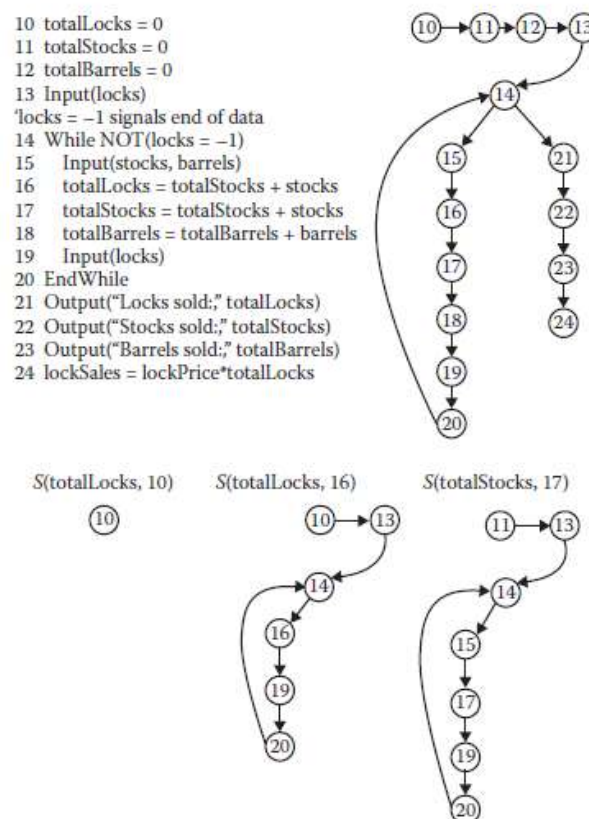 10 totalLocks = 0
11 totalStocks = 0
12 totalBarrels = 0
13 Input(locks)
‘locks = −1 signals end of data
14 While NOT(locks = −1)
15 Input(stocks, barrels)
16 totalLocks = totalStocks + stocks
17 totalStocks = totalStocks + stocks
18 totalBarrels = totalBarrels + barrels
19 Input(locks)
20 EndWhile
21 Output(“Locks sold:,” totalLocks)
22 Output(“Stocks sold:,” totalStocks)
23 Output(“Barrels sold:,” totalBarrels)
24 lockSales = lockPrice*totalLocks
10 11 12 13
14
15 21
16 22
17 23
18 24
19
20
S(totalLocks, 10) S(totalLocks, 16) S(totalStocks, 17)
10 10 13 11 13
14 14
16 15
19 17
20 19
20